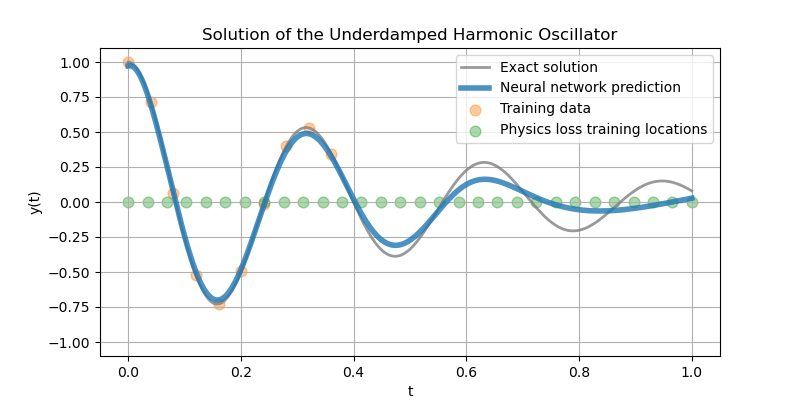 Solution of the Underdamped Harmonic Oscillator
Exact solution
Neural network prediction
Training data
Physics loss training locations
1.00
0.75
0.50
0.25
0.00
−0.25
−0.50
−0.75
−1.00
y(t)
0.0 0.2 0.4 0.6 0.8 1.0
t